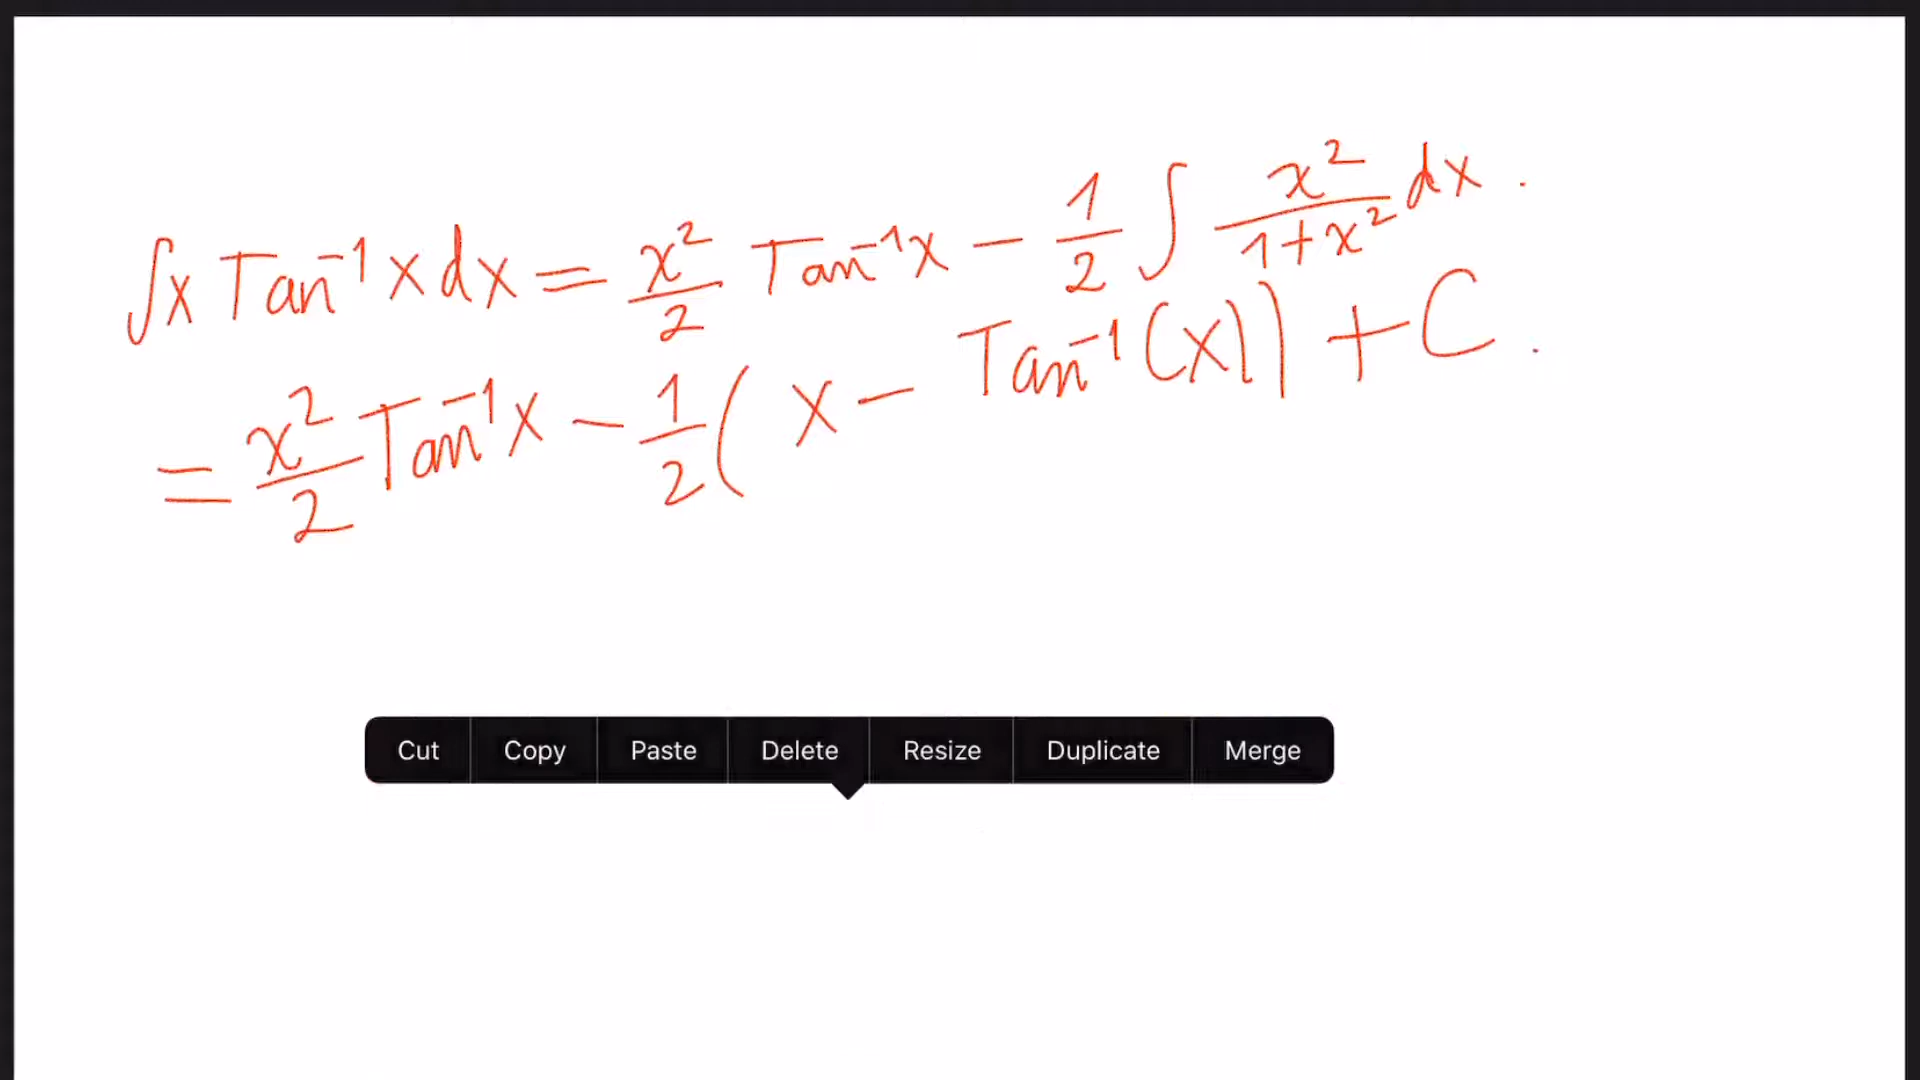 ∫x Tan⁻¹x dx = x²/2 Tan⁻¹x − 1/2 ∫ x²/(1+x²) dx .
= x²/2 Tan⁻¹x − 1/2 ( x − Tan⁻¹(x)) + C .
Cut Copy Paste Delete Resize Duplicate Merge